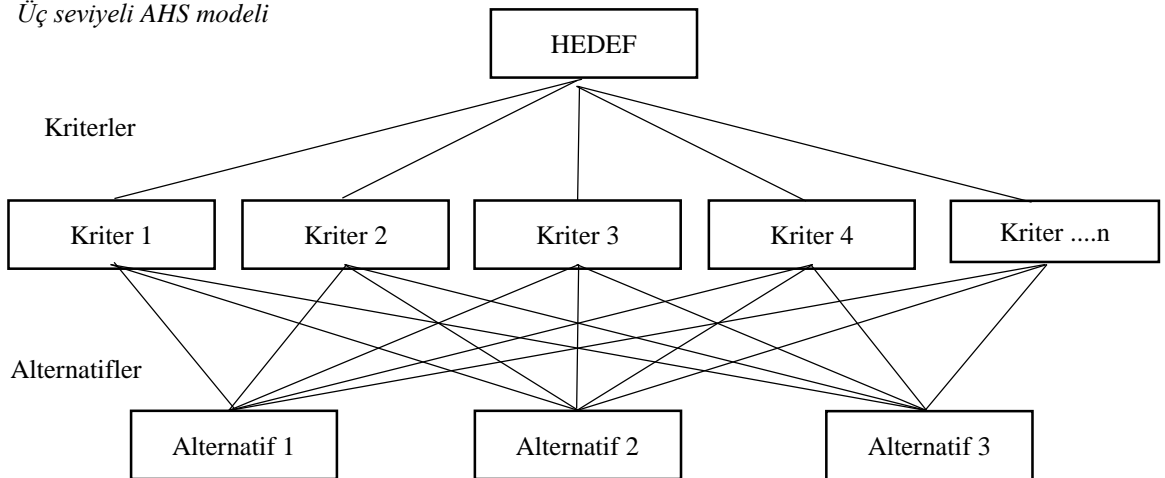 Üç seviyeli AHS modeli
HEDEF
Kriterler
Kriter 1
Kriter 2
Kriter 3
Kriter 4
Kriter ....n
Alternatifler
Alternatif 1
Alternatif 2
Alternatif 3